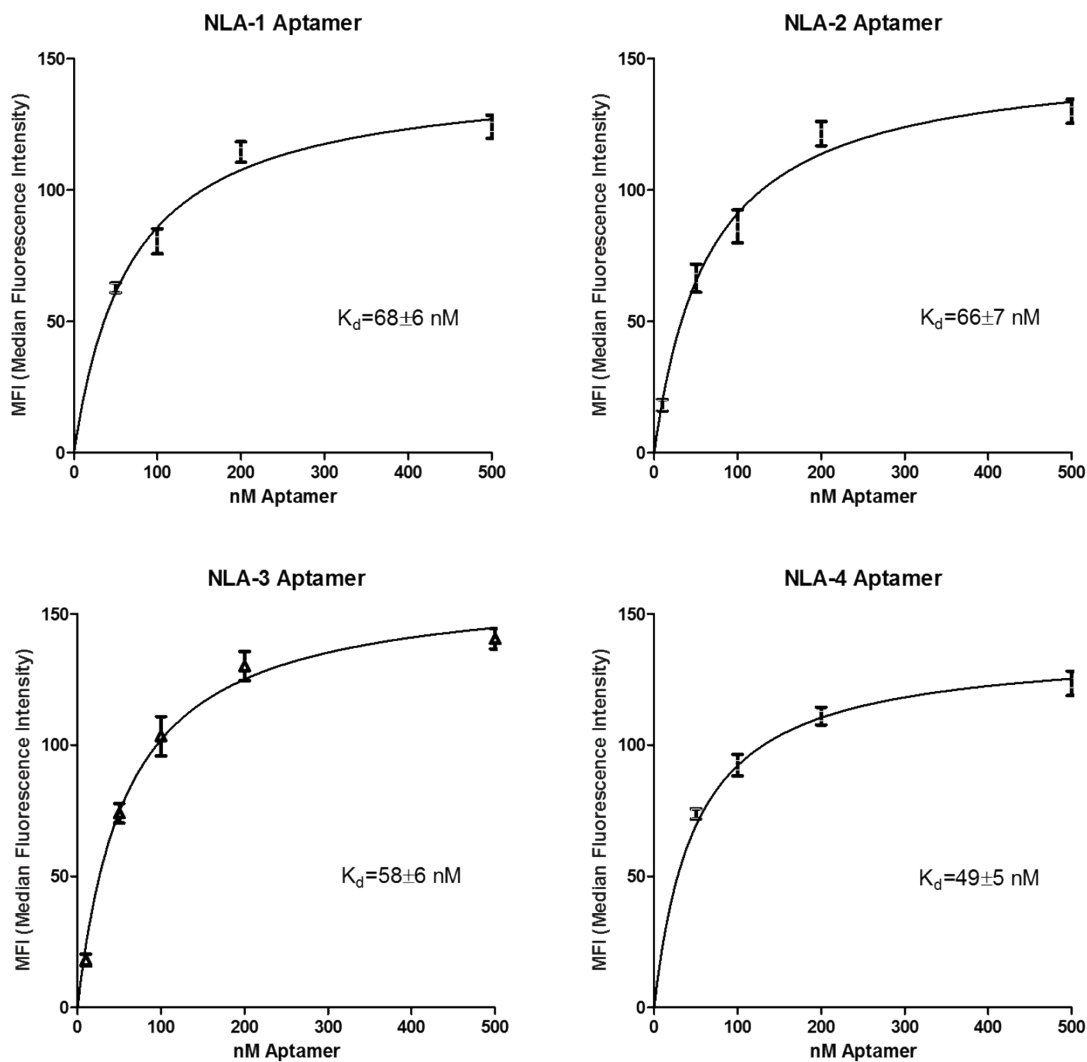 NLA-1 Aptamer
150
100
50
0
MFI (Median Fluorescence Intensity)
K_d=68±6 nM
0 100 200 300 400 500
nM Aptamer
NLA-2 Aptamer
150
100
50
0
MFI (Median Fluorescence Intensity)
K_d=66±7 nM
0 100 200 300 400 500
nM Aptamer
NLA-3 Aptamer
150
100
50
0
MFI (Median Fluorescence Intensity)
K_d=58±6 nM
0 100 200 300 400 500
nM Aptamer
NLA-4 Aptamer
150
100
50
0
MFI (Median Fluorescence Intensity)
K_d=49±5 nM
0 100 200 300 400 500
nM Aptamer